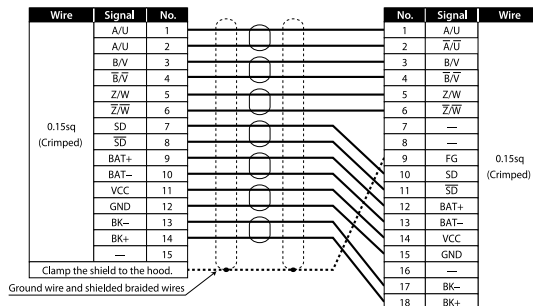 Wire Signal No.
A/U 1
A/U 2
B/V 3
B̅/V̅ 4
Z/W 5
Z̅/W̅ 6
SD 7
S̅D̅ 8
BAT+ 9
BAT− 10
VCC 11
GND 12
BK− 13
BK+ 14
— 15
0.15sq
(Crimped)
Clamp the shield to the hood.
Ground wire and shielded braided wires
No. Signal Wire
1 A/U
2 A̅/U̅
3 B/V
4 B̅/V̅
5 Z/W
6 Z̅/W̅
7 —
8 —
9 FG
10 SD
11 S̅D̅
12 BAT+
13 BAT−
14 VCC
15 GND
16 —
17 BK−
18 BK+
0.15sq
(Crimped)